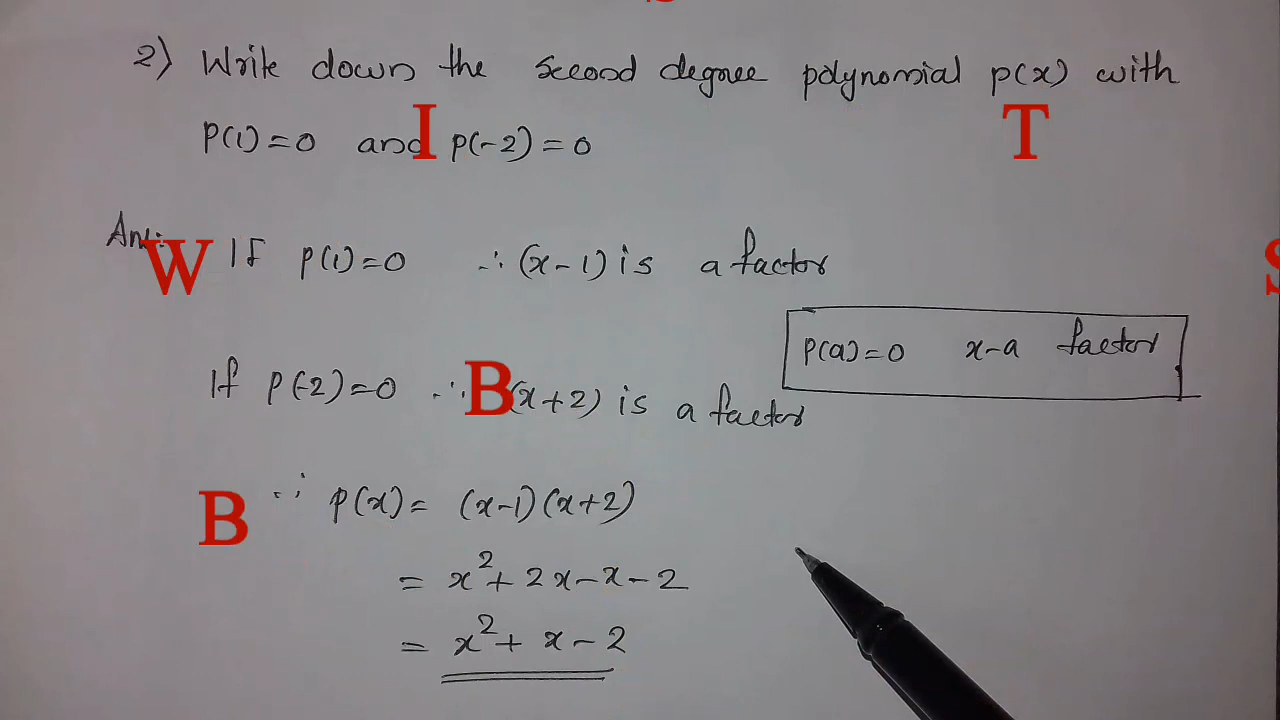 S
2) Write down the second degree polynomial p(x) with
I T
P(1)=0 and p(-2)=0
Ans:
W If p(1)=0 ∴ (x-1) is a factor
S
P(a)=0 x-a factor
If p(-2)=0 ∴ B (x+2) is a factor
B ∵ p(x)= (x-1)(x+2)
= x²+2x-x-2
= x²+x-2